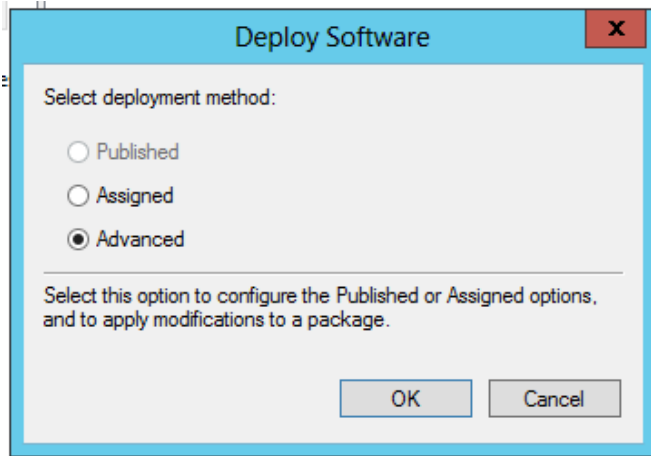 Deploy Software
x
Select deployment method:
Published
Assigned
Advanced
Select this option to configure the Published or Assigned options,
and to apply modifications to a package.
OK
Cancel